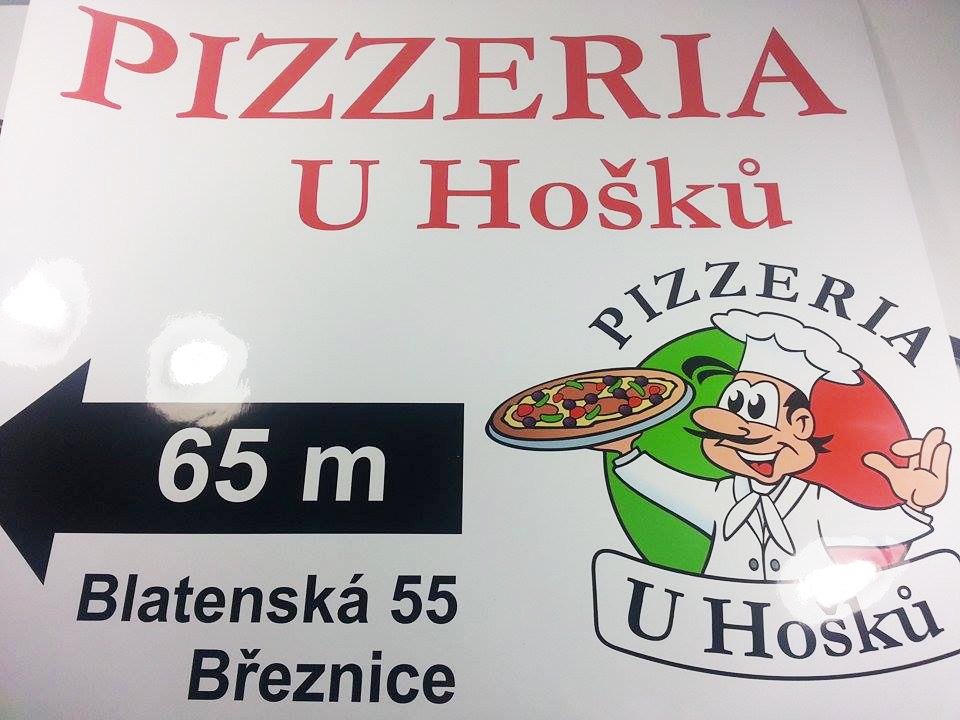 PIZZERIA
U Hošků
PIZZERIA
U Hošků
65 m
Blatenská 55
Březnice